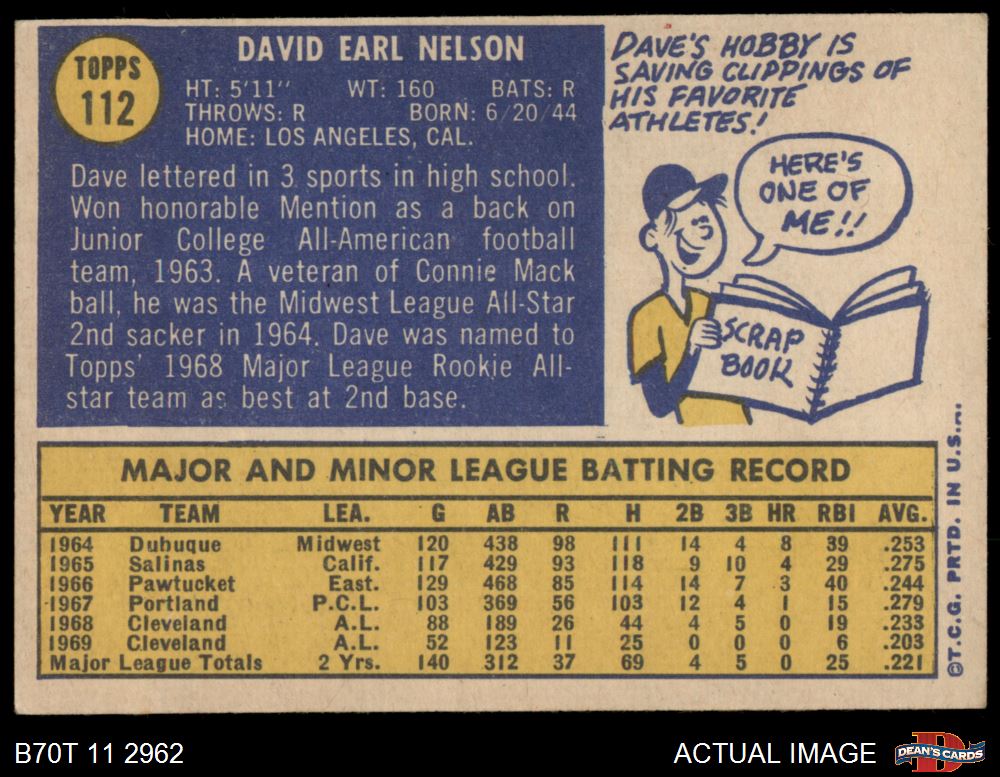 TOPPS
112
DAVID EARL NELSON
HT: 5'11" WT: 160 BATS: R
THROWS: R BORN: 6/20/44
HOME: LOS ANGELES, CAL.
Dave lettered in 3 sports in high school.
Won honorable Mention as a back on
Junior College All-American football
team, 1963. A veteran of Connie Mack
ball, he was the Midwest League All-Star
2nd sacker in 1964. Dave was named to
Topps' 1968 Major League Rookie All-
star team as best at 2nd base.
DAVE'S HOBBY IS
SAVING CLIPPINGS OF
HIS FAVORITE
ATHLETES!
HERE'S
ONE OF
ME!!
SCRAP
BOOK
MAJOR AND MINOR LEAGUE BATTING RECORD
YEAR TEAM LEA. G AB R H 2B 3B HR RBI AVG.
1964 Dubuque Midwest 120 438 98 111 14 4 8 39 .253
1965 Salinas Calif. 117 429 93 118 9 10 4 29 .275
1966 Pawtucket East. 129 468 85 114 14 7 3 40 .244
1967 Portland P.C.L. 103 369 56 103 12 4 1 15 .279
1968 Cleveland A.L. 88 189 26 44 4 5 0 19 .233
1969 Cleveland A.L. 52 123 11 25 0 0 0 6 .203
Major League Totals 2 Yrs. 140 312 37 69 4 5 0 25 .221
©T.C.G. PRTD. IN U.S.A.
B70T 11 2962
ACTUAL IMAGE
D
DEAN'S CARDS